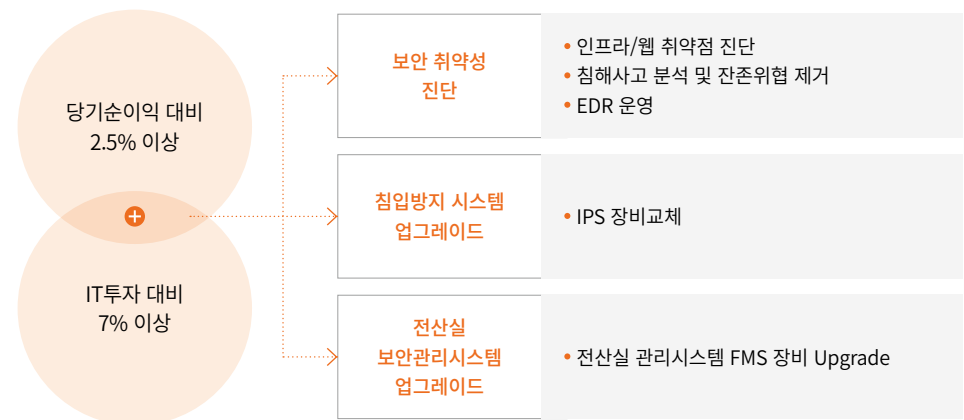 당기순이익 대비
2.5% 이상
IT투자 대비
7% 이상
보안 취약성
진단
• 인프라/웹 취약점 진단
• 침해사고 분석 및 잔존위협 제거
• EDR 운영
침입방지 시스템
업그레이드
• IPS 장비교체
전산실
보안관리시스템
업그레이드
• 전산실 관리시스템 FMS 장비 Upgrade